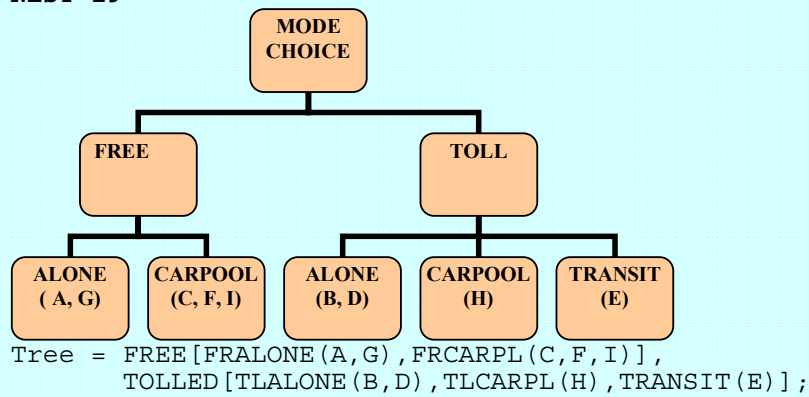 MODE
CHOICE
FREE
TOLL
ALONE
( A, G)
CARPOOL
(C, F, I)
ALONE
(B, D)
CARPOOL
(H)
TRANSIT
(E)
Tree = FREE[FRALONE(A,G),FRCARPL(C,F,I)],
TOLLED[TLALONE(B,D),TLCARPL(H),TRANSIT(E)];